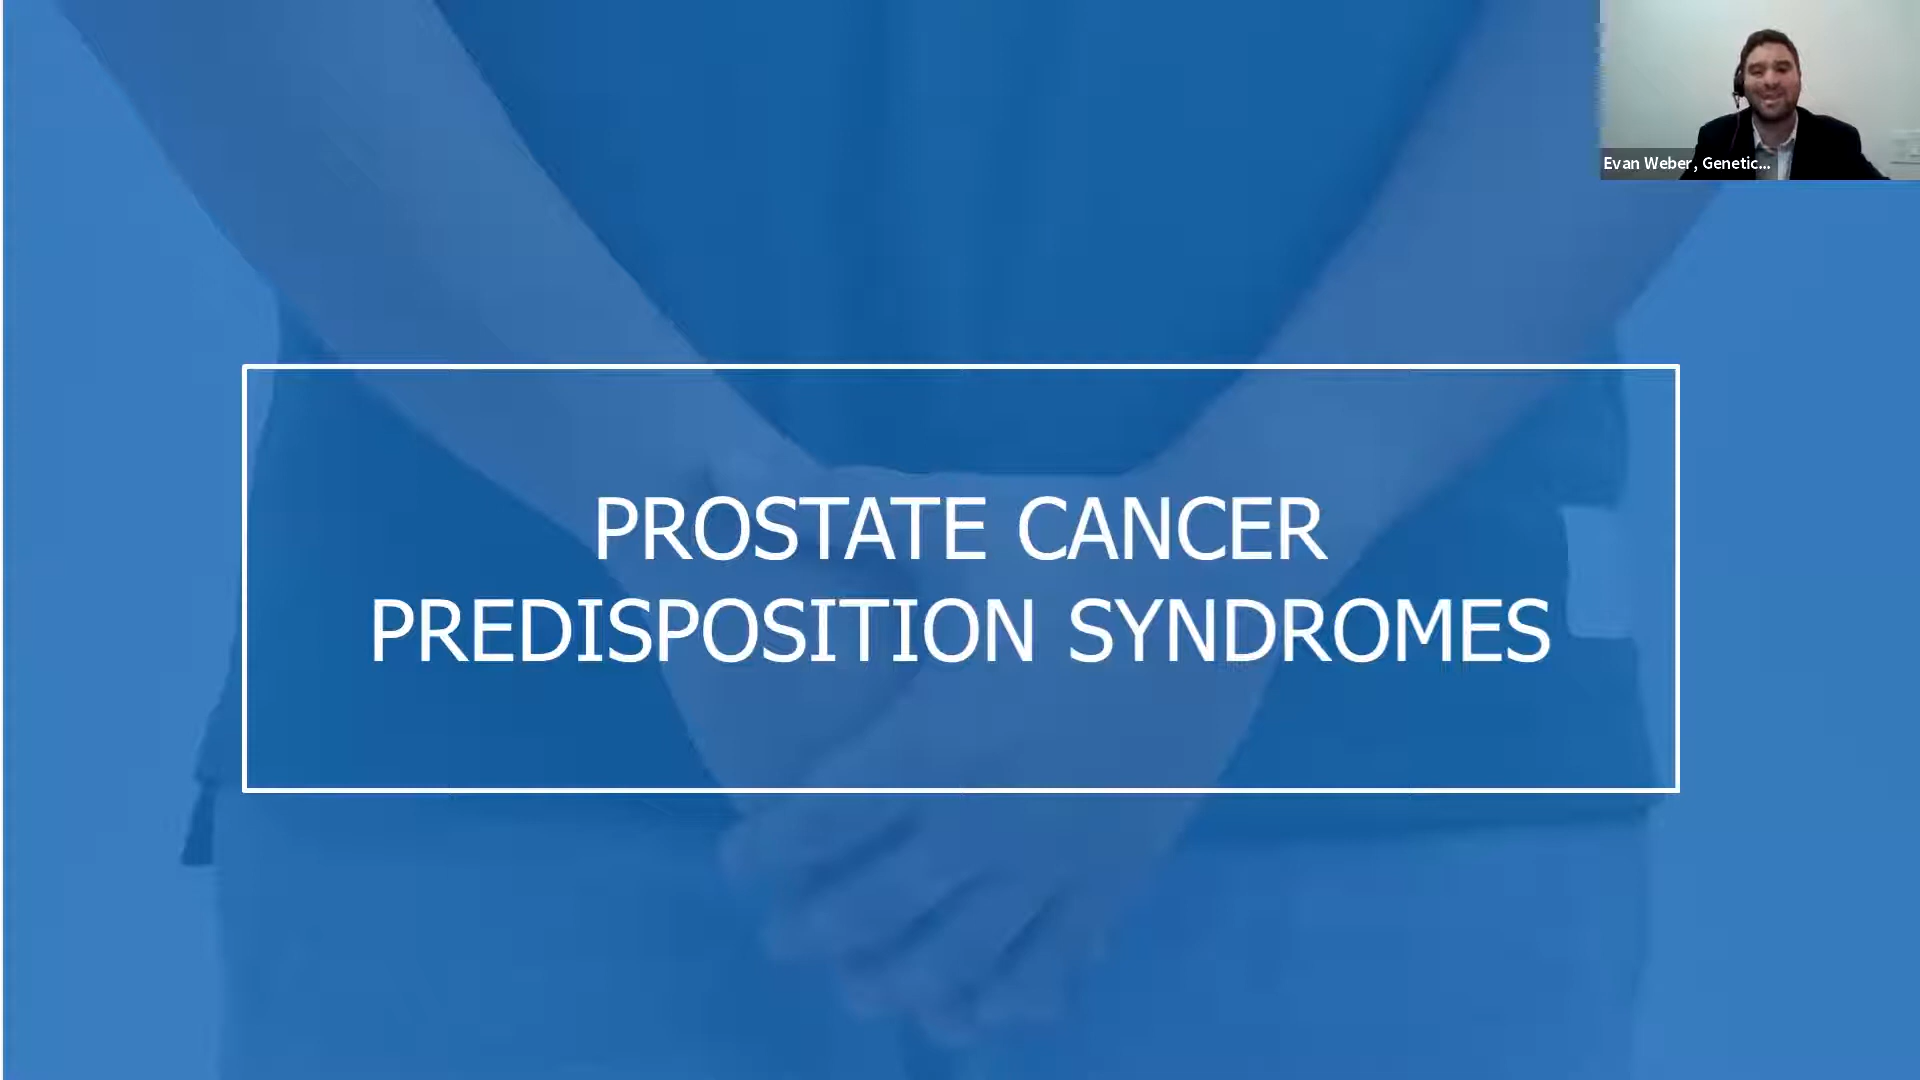 Evan Weber, Genetic...
PROSTATE CANCER
PREDISPOSITION SYNDROMES